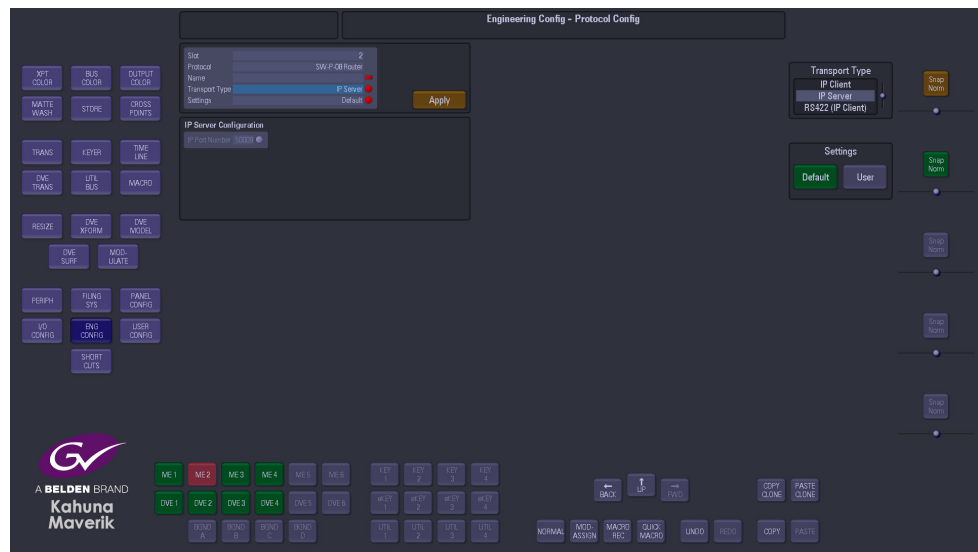 Engineering Config - Protocol Config
Slot 2
Protocol SW-P-08 Router
Name
Transport Type IP Server
Settings Default
Apply
IP Server Configuration
IP Port Number
Transport Type
IP Client
IP Server
RS422 (IP Client)
Settings
Default User
Snap
Norm
Snap
Norm
Snap
Norm
Snap
Norm
Snap
Norm
XPT
COLOR
BUS
COLOR
OUTPUT
COLOR
MATTE
WASH
STORE
CROSS
POINTS
TRANS
KEYER
TIME
LINE
DVE
TRANS
UTIL
BUS
MACRO
RESIZE
DVE
XFORM
DVE
MODEL
DVE
SURF
MOD-
ULATE
PERIPH
FILING
SYS
PANEL
CONFIG
I/O
CONFIG
ENG
CONFIG
USER
CONFIG
SHORT
CUTS
GV
A BELDEN BRAND
Kahuna
Maverik
ME 1 ME 2 ME 3 ME 4 ME 5 ME 6
DVE 1 DVE 2 DVE 3 DVE 4 DVE 5 DVE 6
BGND
A
BGND
B
BGND
C
BGND
D
KEY
1
KEY
2
KEY
3
KEY
4
sKEY
1
sKEY
2
sKEY
3
sKEY
4
UTIL
1
UTIL
2
UTIL
3
UTIL
4
←
BACK
↑
UP
→
FWD
COPY
CLONE
PASTE
CLONE
NORMAL
MOD-
ASSIGN
MACRO
REC
QUICK
MACRO
UNDO
REDO
COPY
PASTE